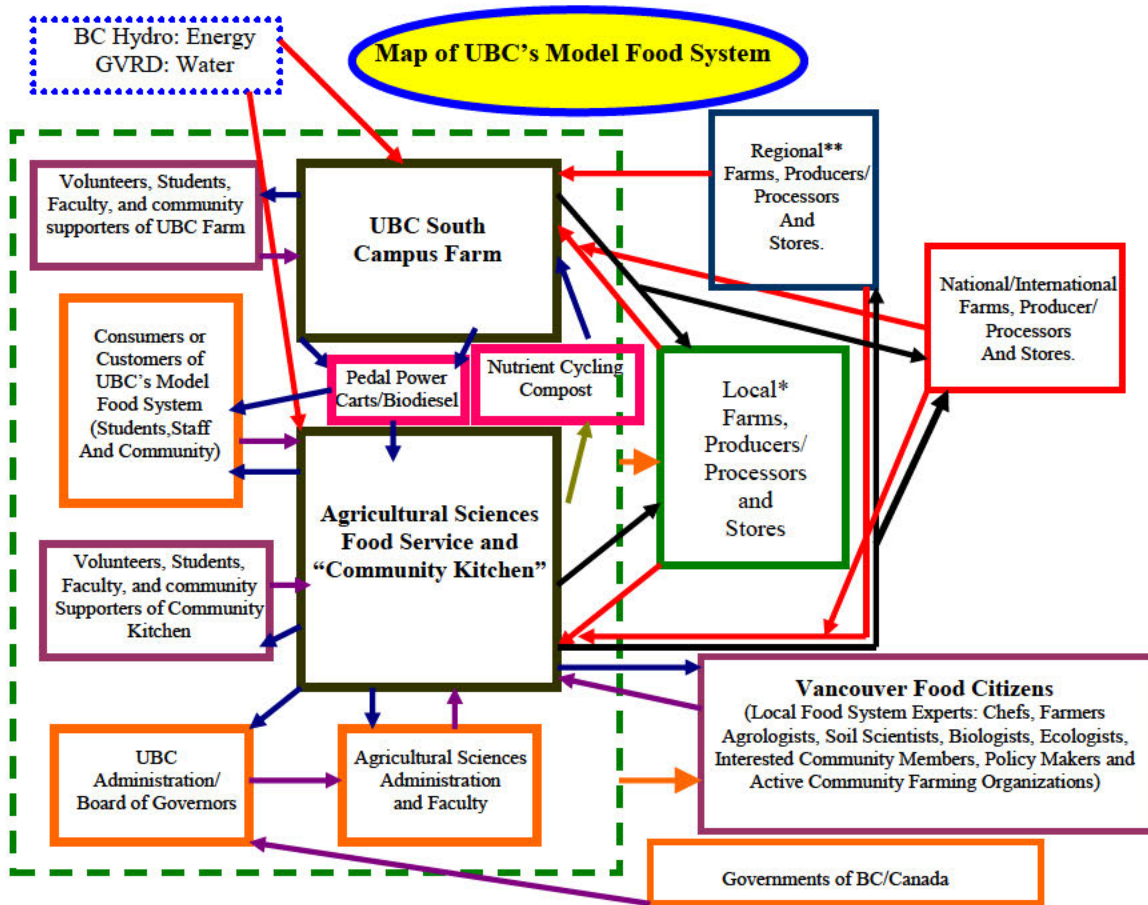 BC Hydro: Energy
GVRD: Water
Map of UBC's Model Food System
Volunteers, Students,
Faculty, and community
supporters of UBC Farm
UBC South
Campus Farm
Regional**
Farms, Producers/
Processors
And
Stores.
National/International
Farms, Producer/
Processors
And Stores.
Consumers or
Customers of
UBC's Model
Food System
(Students,Staff
And Community)
Pedal Power
Carts/Biodiesel
Nutrient Cycling
Compost
Local*
Farms,
Producers/
Processors
and
Stores
Agricultural Sciences
Food Service and
“Community Kitchen”
Volunteers, Students,
Faculty, and community
Supporters of Community
Kitchen
UBC
Administration/
Board of Governors
Agricultural Sciences
Administration
and Faculty
Vancouver Food Citizens
(Local Food System Experts: Chefs, Farmers
Agrologists, Soil Scientists, Biologists, Ecologists,
Interested Community Members, Policy Makers and
Active Community Farming Organizations)
Governments of BC/Canada